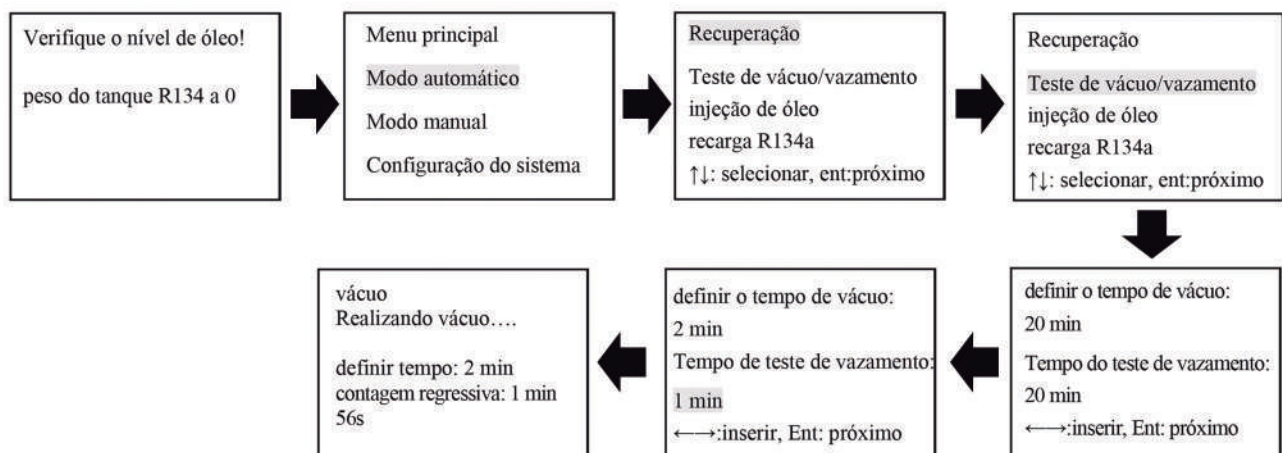 Verifique o nível de óleo!
peso do tanque R134 a 0
Menu principal
Modo automático
Modo manual
Configuração do sistema
Recuperação
Teste de vácuo/vazamento
injeção de óleo
recarga R134a
↑↓: selecionar, ent:próximo
Recuperação
Teste de vácuo/vazamento
injeção de óleo
recarga R134a
↑↓: selecionar, ent:próximo
definir o tempo de vácuo:
20 min
Tempo do teste de vazamento:
20 min
←→:inserir, Ent: próximo
definir o tempo de vácuo:
2 min
Tempo de teste de vazamento:
1 min
←→:inserir, Ent: próximo
vácuo
Realizando vácuo….
definir tempo: 2 min
contagem regressiva: 1 min
56s